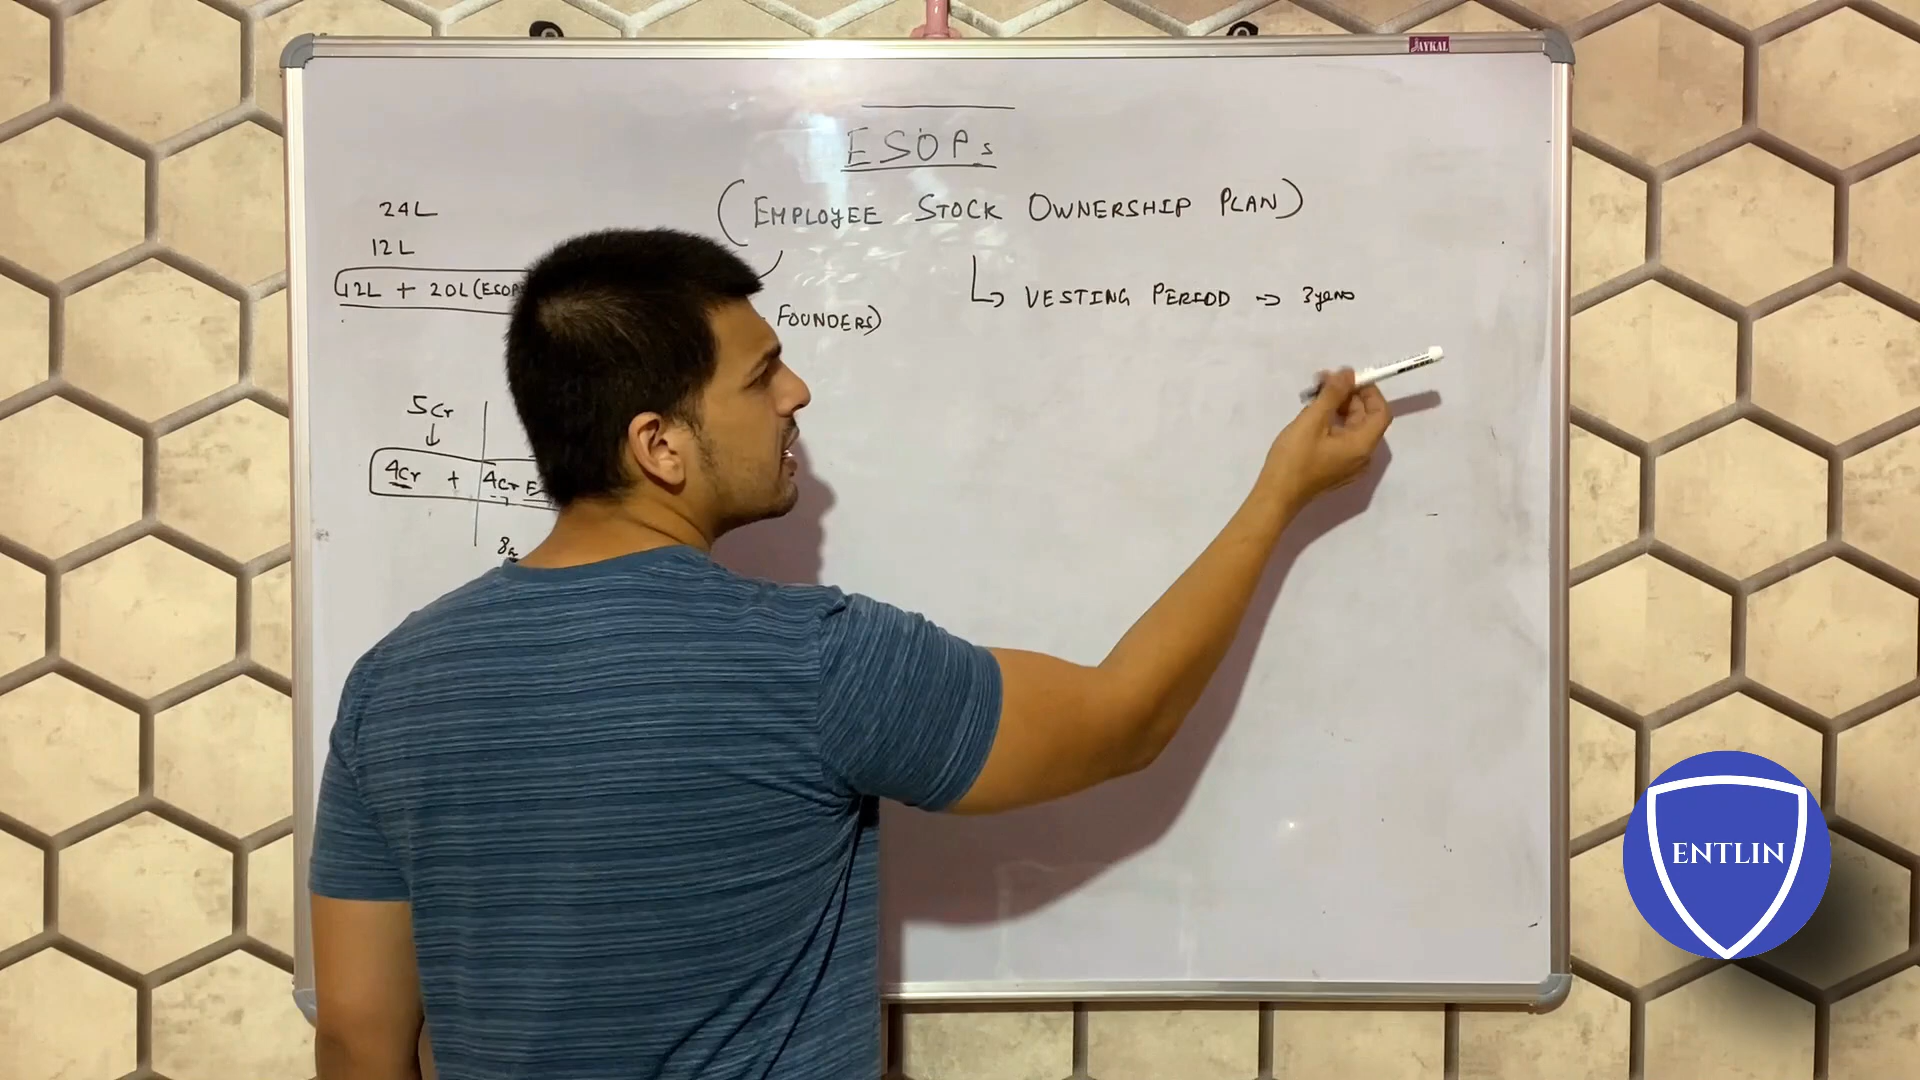 JAYKAL
ESOPs
(EMPLOYEE STOCK OWNERSHIP PLAN)
24L
12L
12L + 20L (ESOP
FOUNDERS)
VESTING PERIOD → 3 years
5Cr
↓
4Cr + 4Cr E
8
ENTLIN